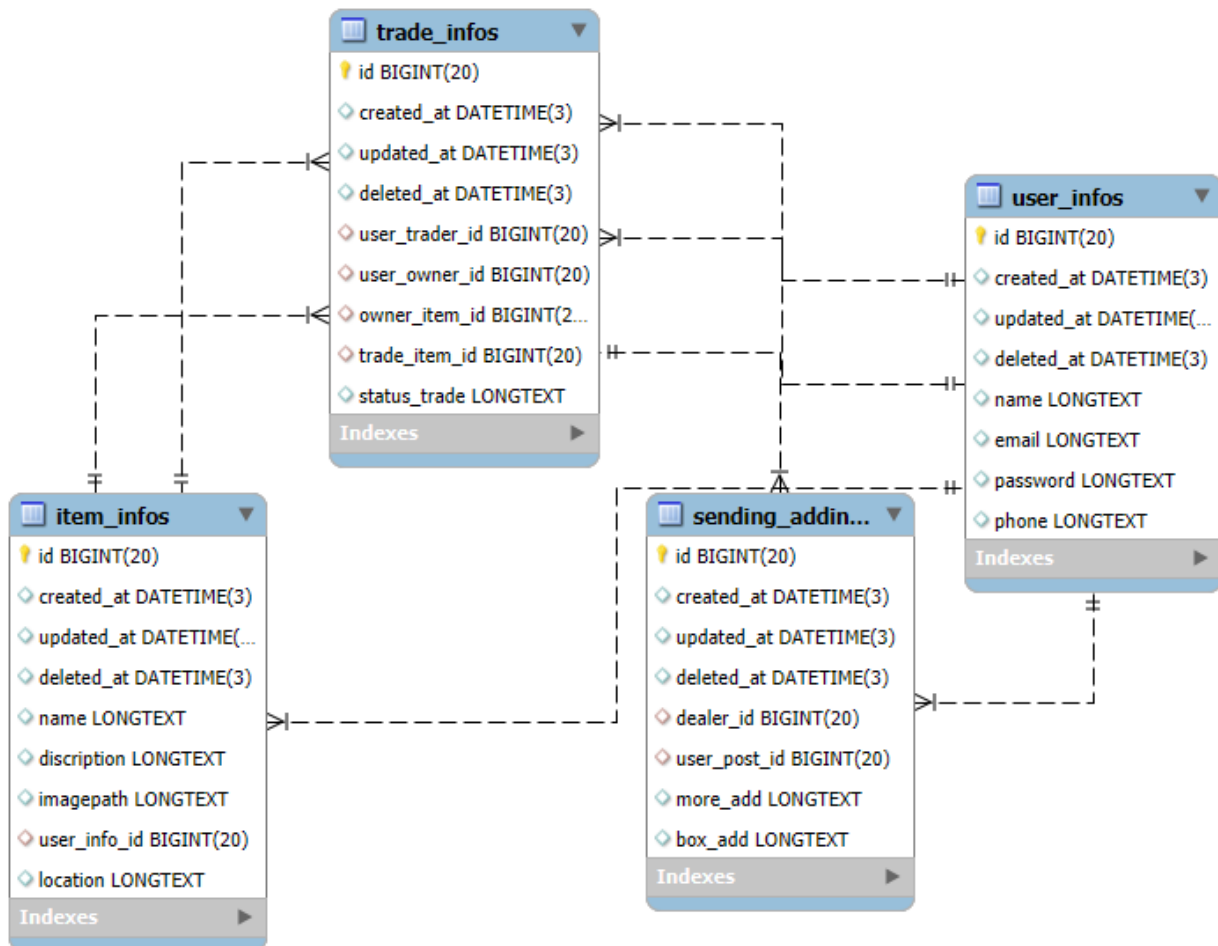 trade_infos
id BIGINT(20)
created_at DATETIME(3)
updated_at DATETIME(3)
deleted_at DATETIME(3)
user_trader_id BIGINT(20)
user_owner_id BIGINT(20)
owner_item_id BIGINT(2...
trade_item_id BIGINT(20)
status_trade LONGTEXT
Indexes
user_infos
id BIGINT(20)
created_at DATETIME(3)
updated_at DATETIME(...
deleted_at DATETIME(3)
name LONGTEXT
email LONGTEXT
password LONGTEXT
phone LONGTEXT
Indexes
item_infos
id BIGINT(20)
created_at DATETIME(3)
updated_at DATETIME(...
deleted_at DATETIME(3)
name LONGTEXT
discription LONGTEXT
imagepath LONGTEXT
user_info_id BIGINT(20)
location LONGTEXT
Indexes
sending_addin...
id BIGINT(20)
created_at DATETIME(3)
updated_at DATETIME(3)
deleted_at DATETIME(3)
dealer_id BIGINT(20)
user_post_id BIGINT(20)
more_add LONGTEXT
box_add LONGTEXT
Indexes